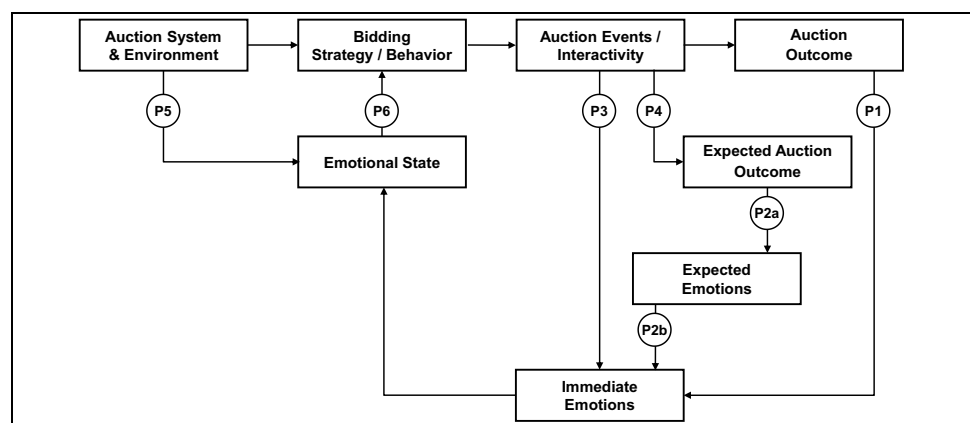 Auction System
& Environment
Bidding
Strategy / Behavior
Auction Events /
Interactivity
Auction
Outcome
P5
P6
P3
P4
P1
Emotional State
Expected Auction
Outcome
P2a
Expected
Emotions
P2b
Immediate
Emotions